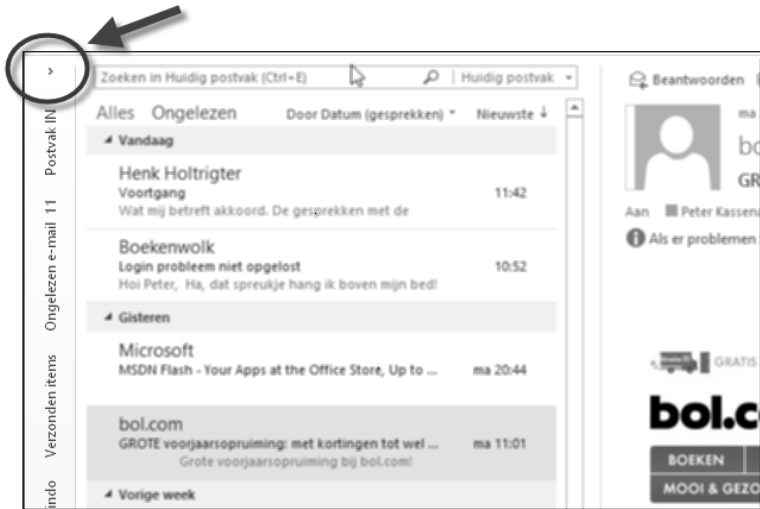 Zoeken in Huidig postvak (Ctrl+E)
Huidig postvak
Alles Ongelezen
Door Datum (gesprekken)
Nieuwste
Vandaag
Henk Holtrigter
Voortgang
11:42
Wat mij betreft akkoord. De gesprekken met de
Boekenwolk
Login probleem niet opgelost
10:52
Hoi Peter, Ha, dat spreukje hang ik boven mijn bed!
Gisteren
Microsoft
MSDN Flash - Your Apps at the Office Store, Up to ...
ma 20:44
bol.com
GROTE voorjaarsopruiming: met kortingen tot wel ...
ma 11:01
Grote voorjaarsopruiming bij bol.com!
Vorige week
Postvak IN
Ongelezen e-mail 11
Verzonden items
Beantwoorden
ma
Aan
Peter
Als er problemen
GRATIS
bol.c
BOEKEN
MOOI &